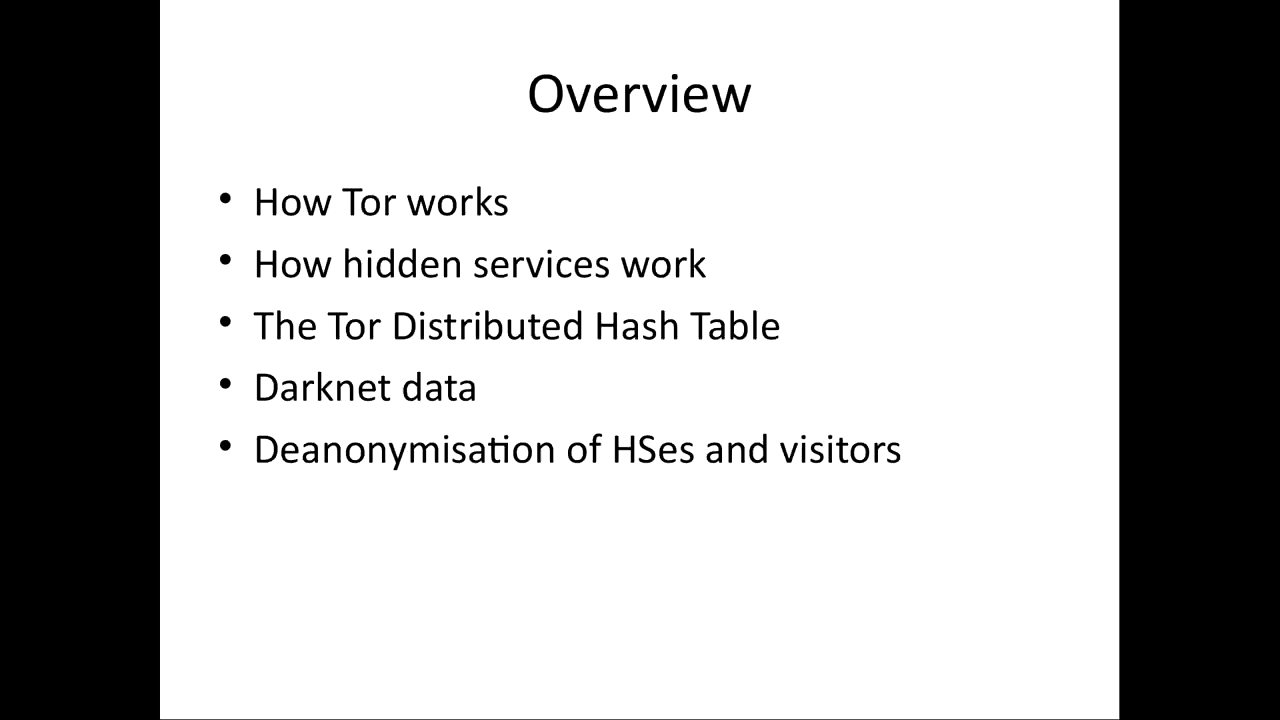 Overview
• How Tor works
• How hidden services work
• The Tor Distributed Hash Table
• Darknet data
• Deanonymisation of HSes and visitors